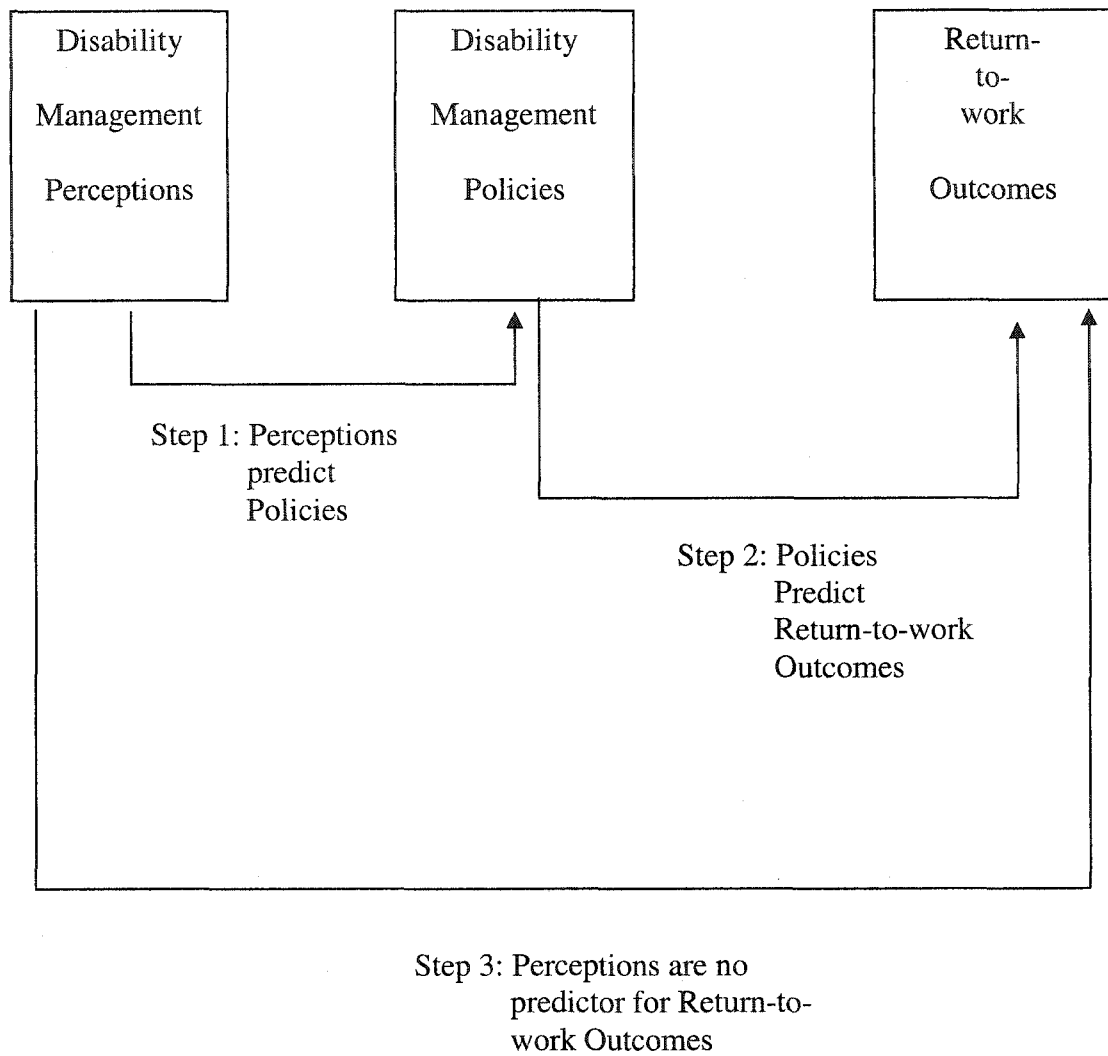 Disability
Management
Perceptions
Disability
Management
Policies
Return-
to-
work
Outcomes
Step 1: Perceptions
predict
Policies
Step 2: Policies
Predict
Return-to-work
Outcomes
Step 3: Perceptions are no
predictor for Return-to-
work Outcomes